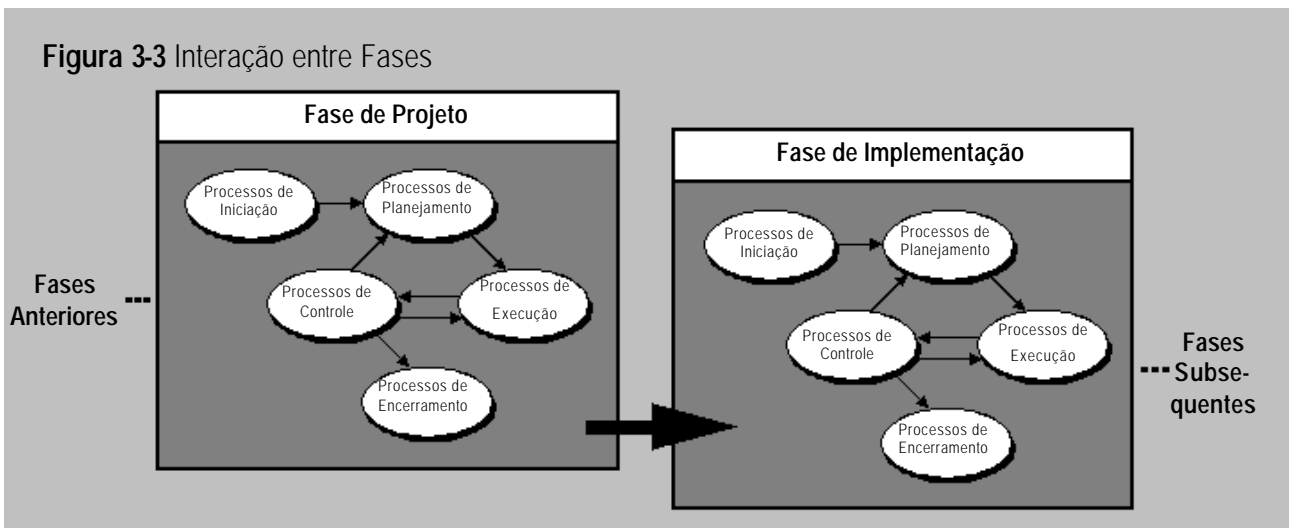 Figura 3-3 Interação entre Fases
Fases
Anteriores
Fase de Projeto
Processos de
Iniciação
Processos de
Planejamento
Processos de
Controle
Processos de
Execução
Processos de
Encerramento
Fase de Implementação
Processos de
Iniciação
Processos de
Planejamento
Processos de
Controle
Processos de
Execução
Processos de
Encerramento
Fases
Subse-
quentes